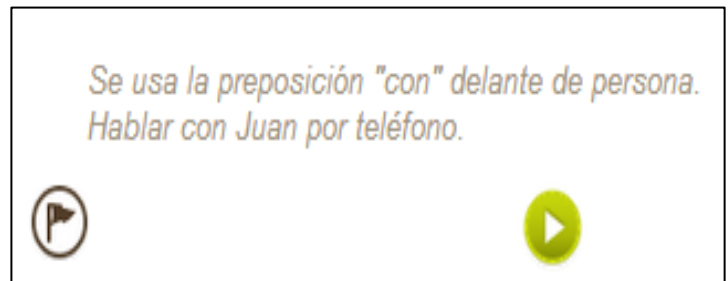 Se usa la preposición "con" delante de persona.
Hablar con Juan por teléfono.